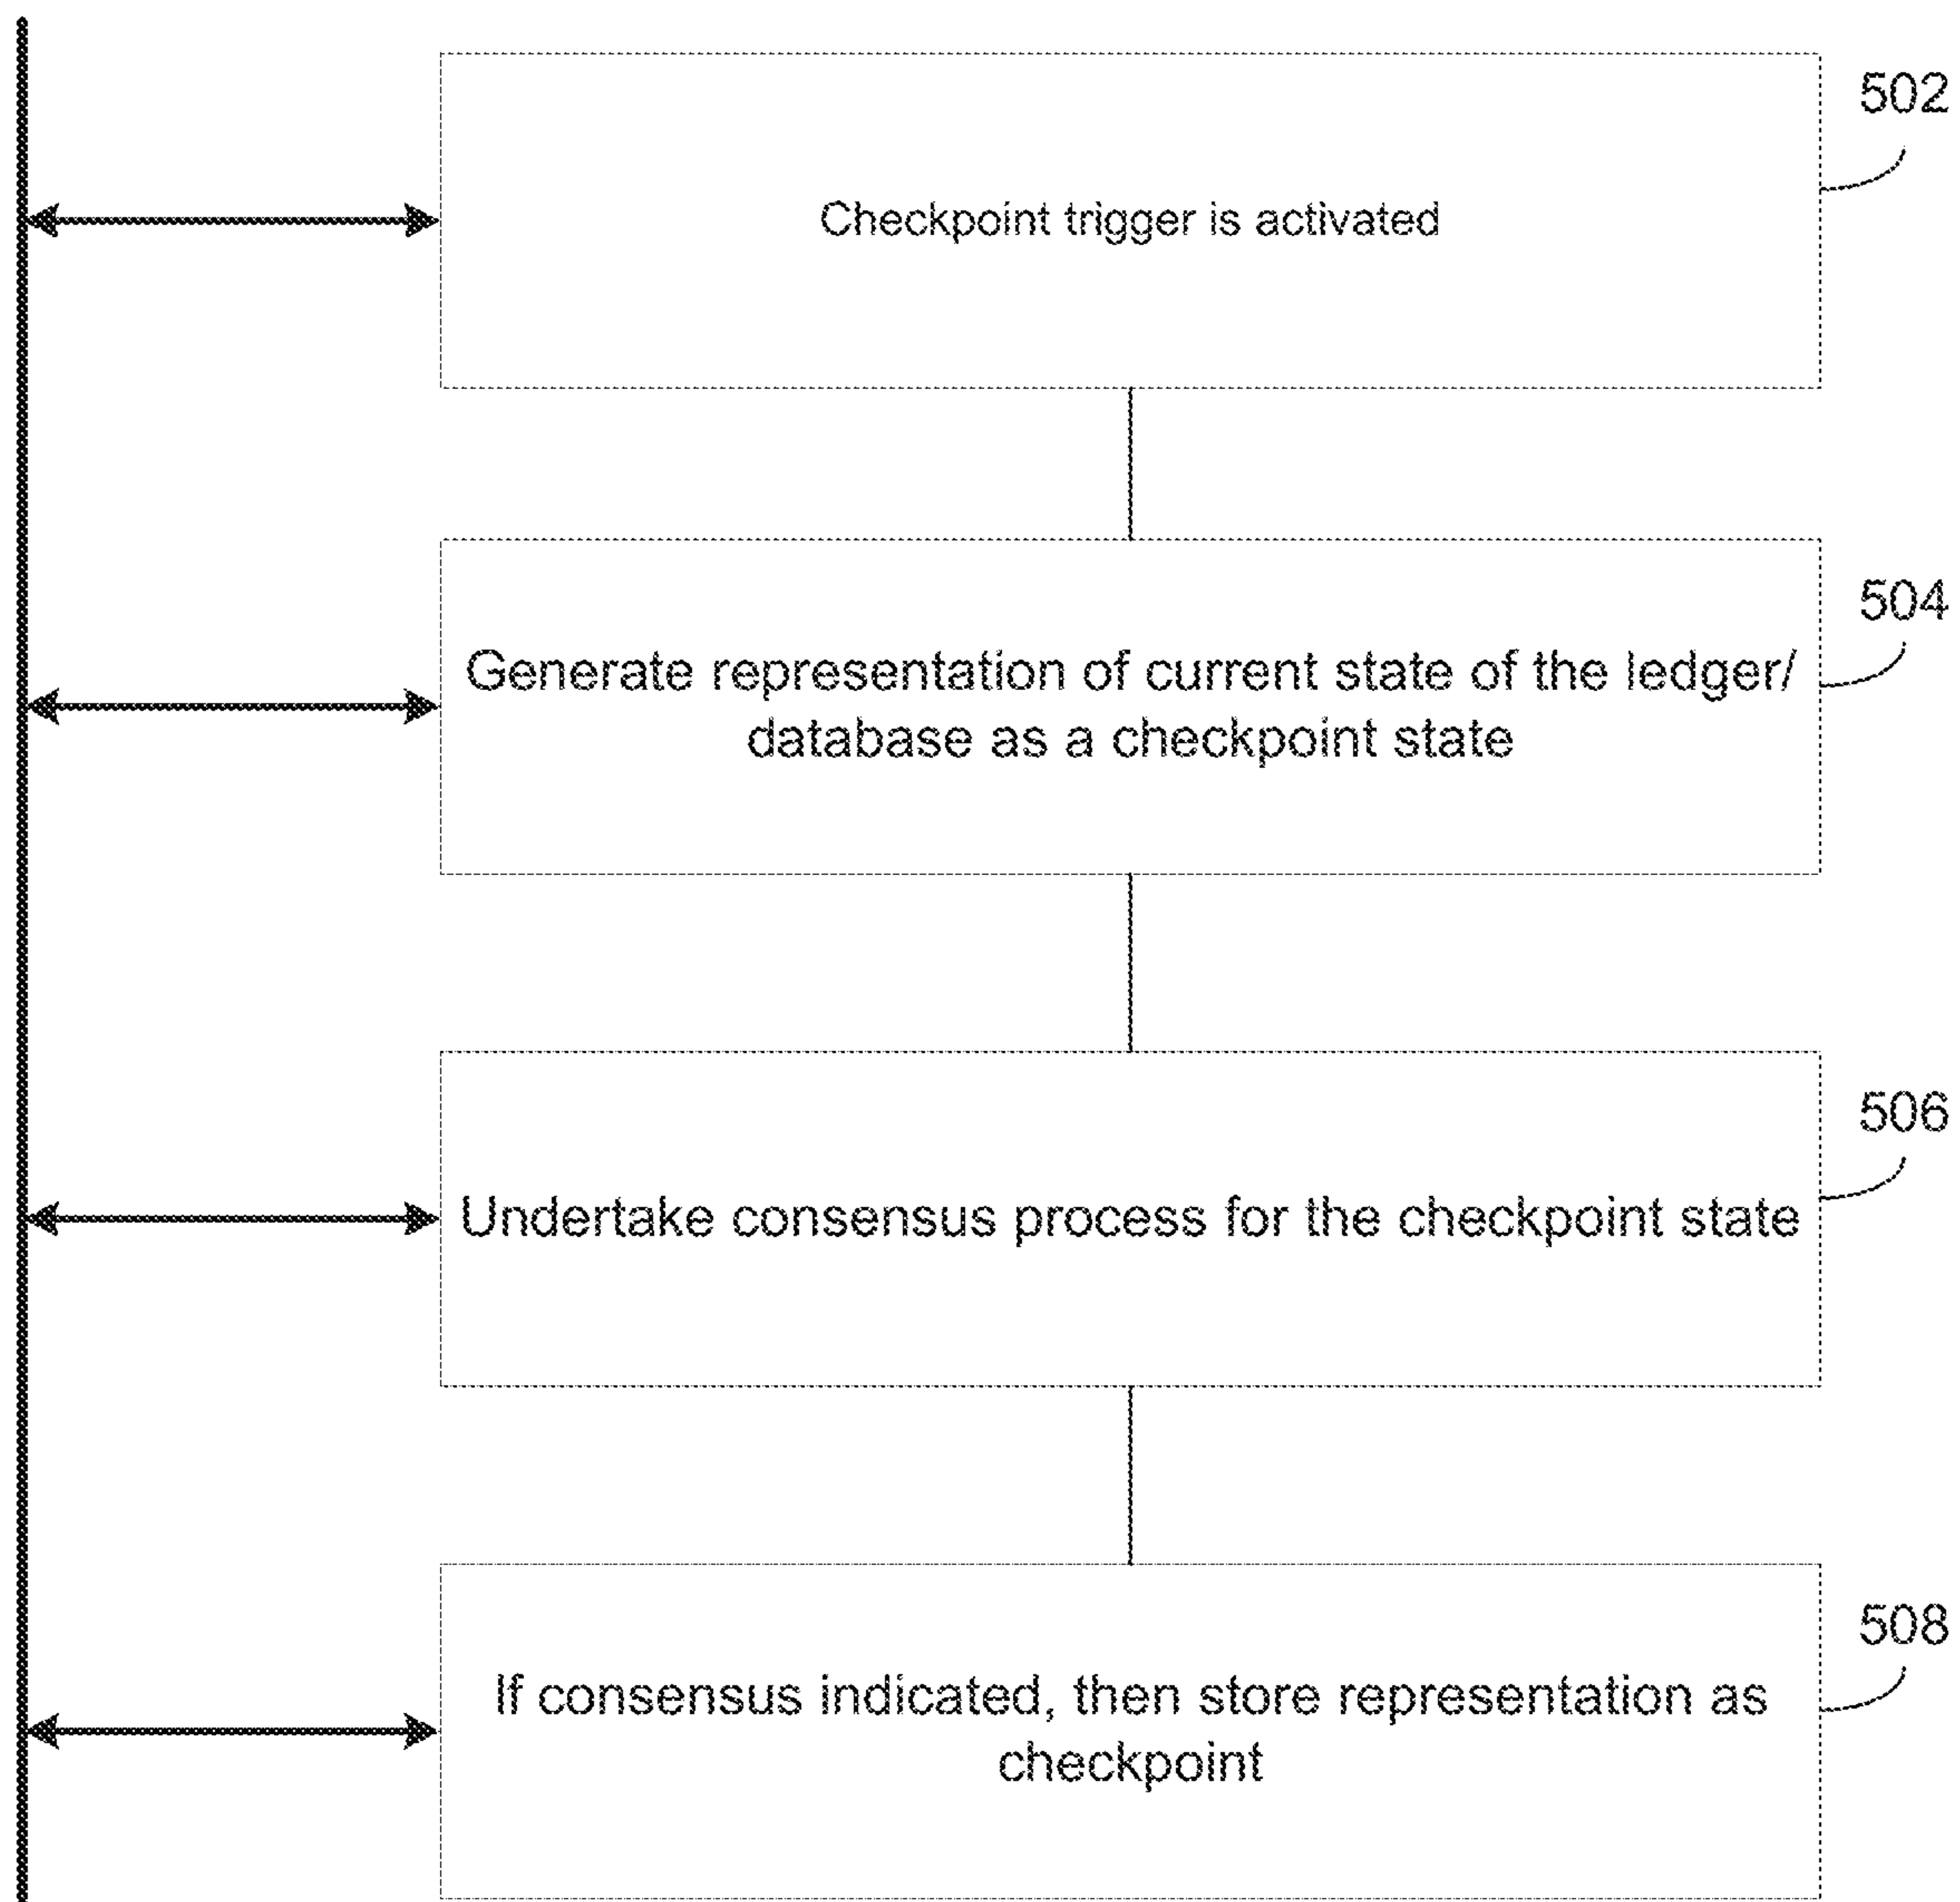 502
Checkpoint trigger is activated
504
Generate representation of current state of the ledger/
database as a checkpoint state
506
Undertake consensus process for the checkpoint state
508
If consensus indicated, then store representation as
checkpoint